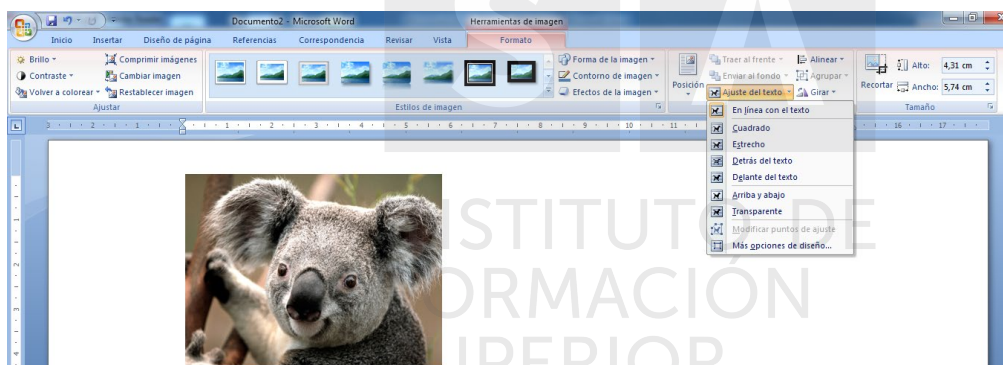 Documento2 - Microsoft Word
Herramientas de imagen
Inicio Insertar Diseño de página Referencias Correspondencia Revisar Vista Formato
Brillo Comprimir imágenes Forma de la imagen Traer al frente Alinear Alto: 4,31 cm
Contraste Cambiar imagen Contorno de imagen Posición Enviar al fondo Agrupar
Volver a colorear Restablecer imagen Efectos de la imagen Ajuste del texto Girar Recortar Ancho: 5,74 cm
Ajustar Estilos de imagen Tamaño
En línea con el texto
Cuadrado
Estrecho
Detrás del texto
Delante del texto
Arriba y abajo
Transparente
Modificar puntos de ajuste
Más opciones de diseño...
INSTITUTO DE
FORMACIÓN
SUPERIOR